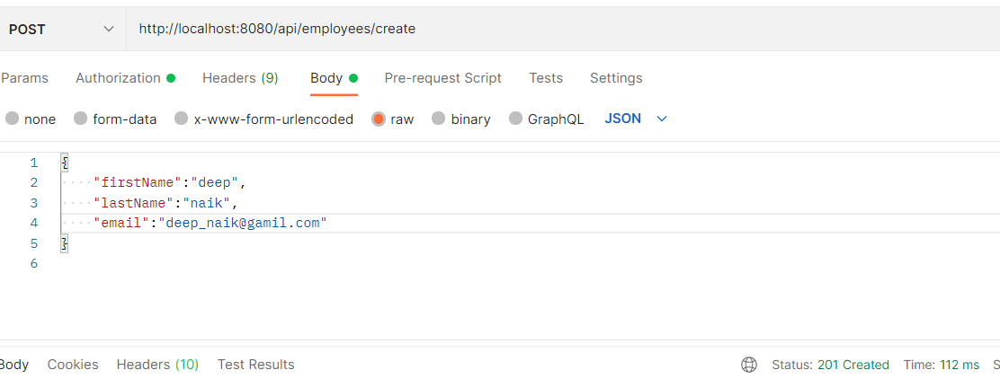 POST http://localhost:8080/api/employees/create
Params Authorization Headers (9) Body Pre-request Script Tests Settings
none form-data x-www-form-urlencoded raw binary GraphQL JSON
1 {
2 "firstName":"deep",
3 "lastName":"naik",
4 "email":"deep_naik@gamil.com"
5 }
6
Body Cookies Headers (10) Test Results Status: 201 Created Time: 112 ms S